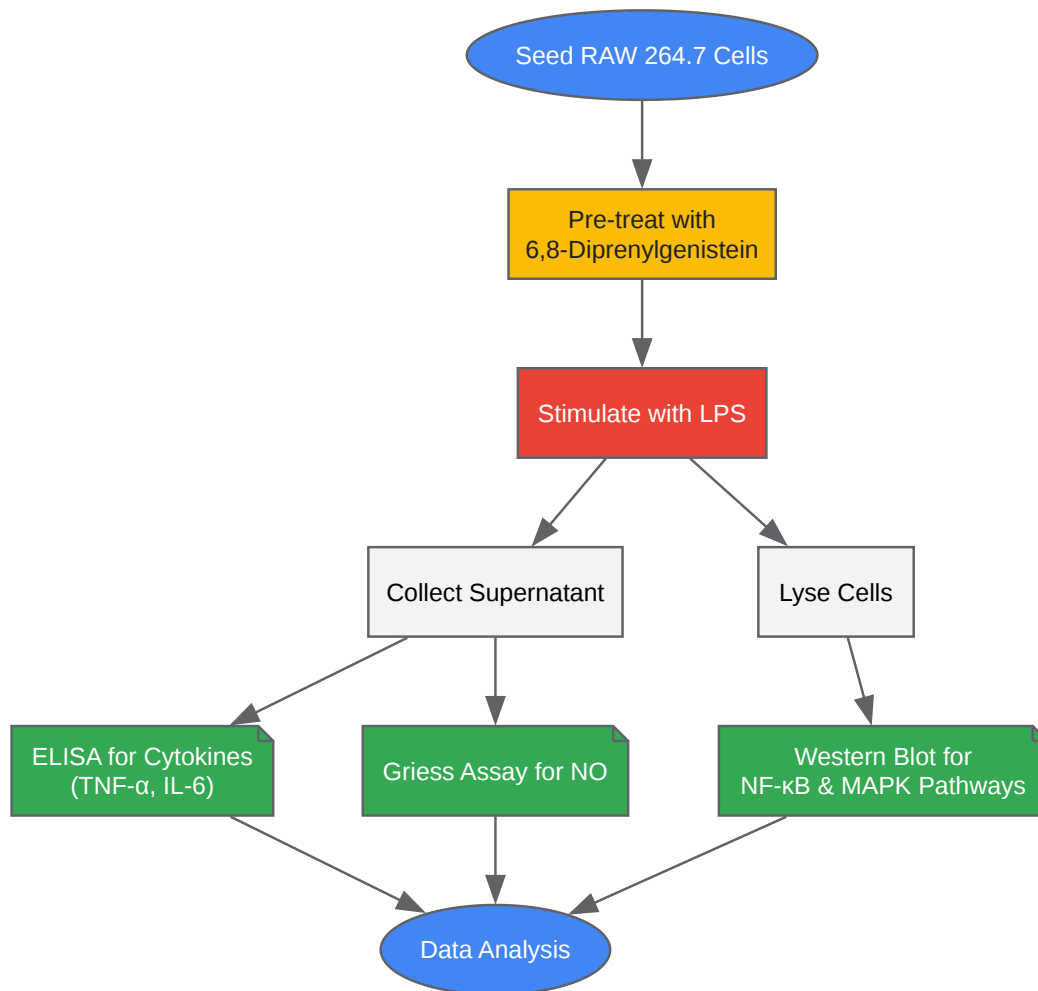 Seed RAW 264.7 Cells
Pre-treat with
6,8-Diprenylgenistein
Stimulate with LPS
Collect Supernatant
Lyse Cells
ELISA for Cytokines
(TNF-α, IL-6)
Griess Assay for NO
Western Blot for
NF-κB & MAPK Pathways
Data Analysis